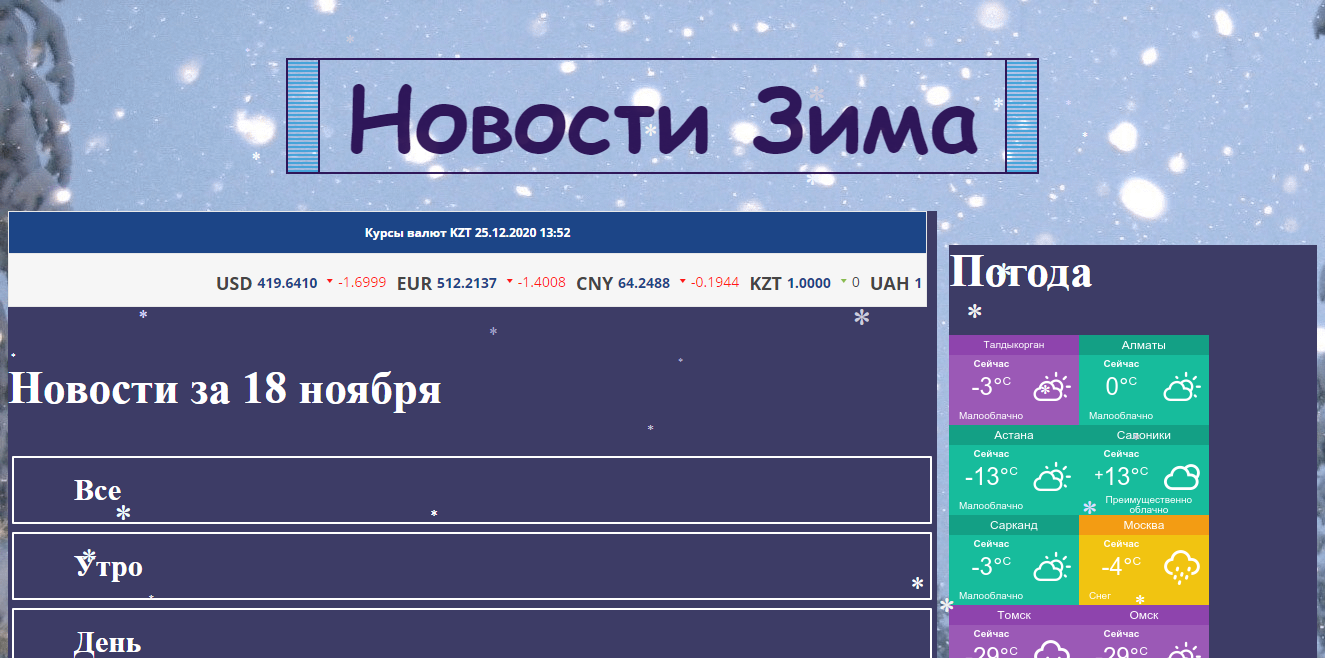 Новости Зима
Курсы валют KZT 25.12.2020 13:52
USD 419.6410 -1.6999 EUR 512.2137 -1.4008 CNY 64.2488 -0.1944 KZT 1.0000 0 UAH 1
Новости за 18 ноября
Все
Утро
День
Погода
Талдыкорган Алматы
Сейчас Сейчас
-3°C 0°C
Малооблачно Малооблачно
Астана Салоники
Сейчас Сейчас
-13°C +13°C
Малооблачно Преимущественно
облачно
Сарканд Москва
Сейчас Сейчас
-3°C -4°C
Малооблачно Снег
Томск Омск
Сейчас Сейчас
-29°C -29°C